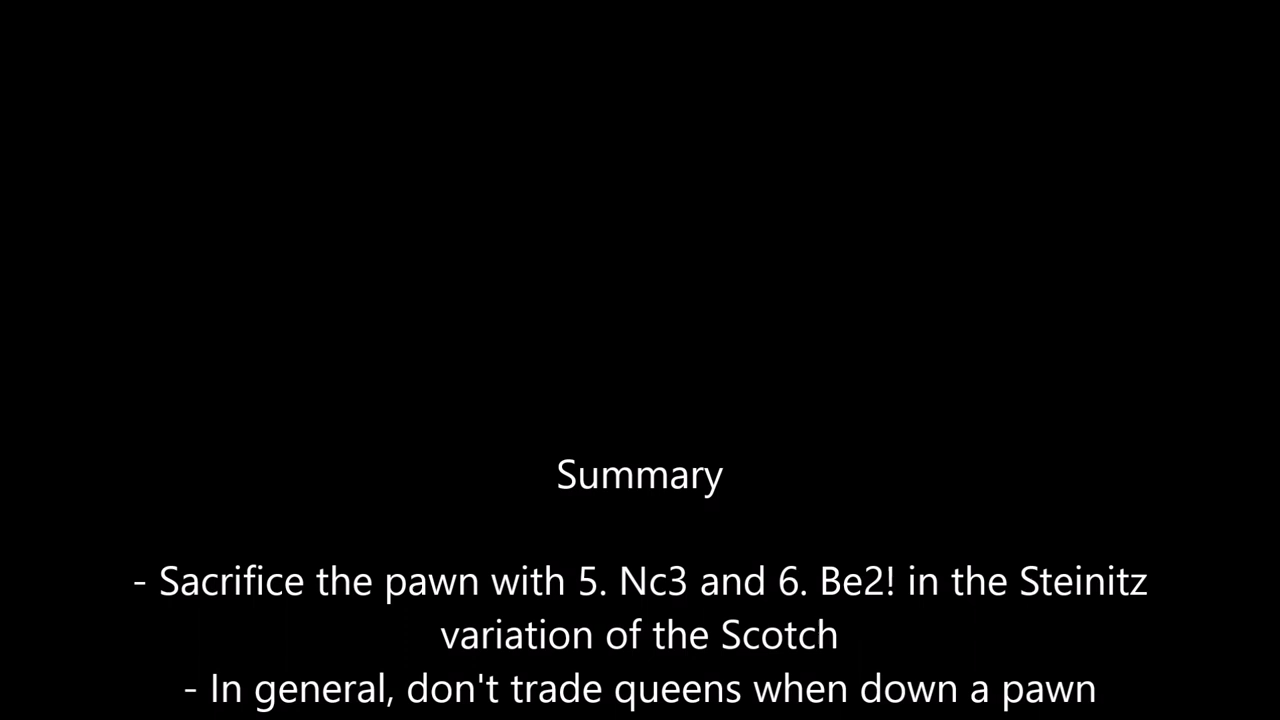 Summary
- Sacrifice the pawn with 5. Nc3 and 6. Be2! in the Steinitz
variation of the Scotch
- In general, don't trade queens when down a pawn